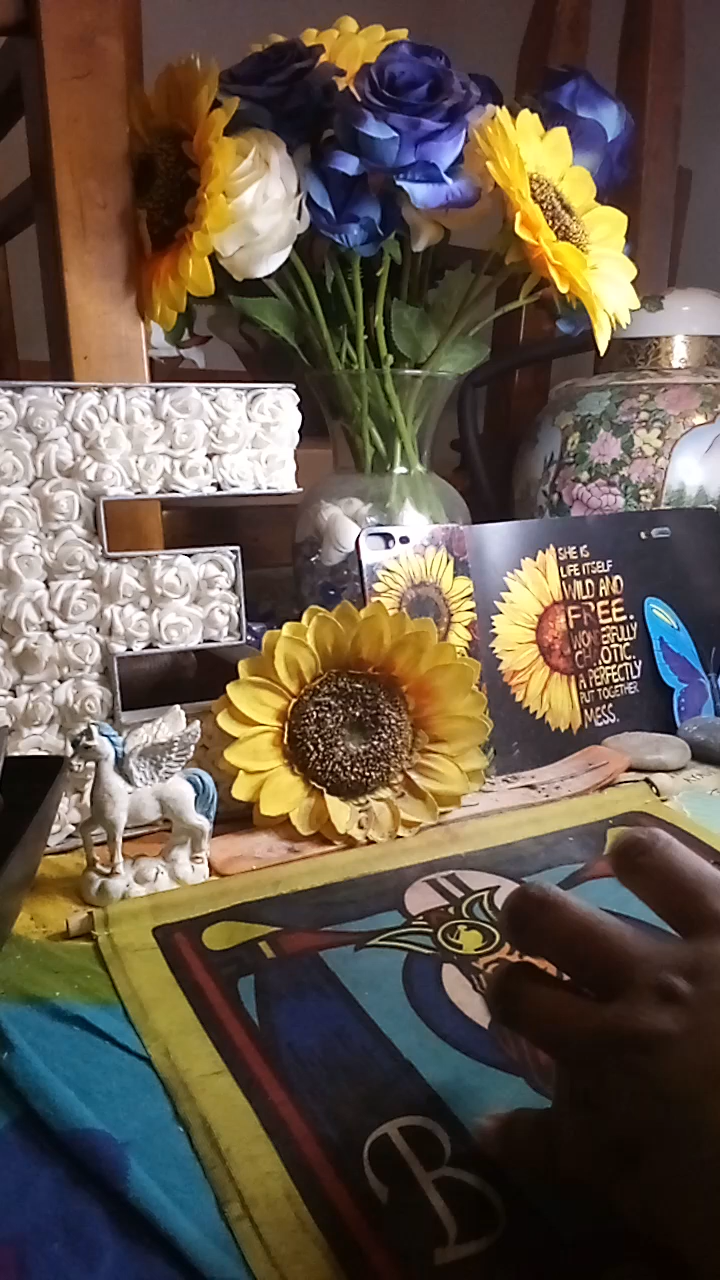 E
SHE IS
LIFE ITSELF
WILD AND
FREE.
WONDERFULLY
CHAOTIC.
A PERFECTLY
PUT TOGETHER
MESS.
B